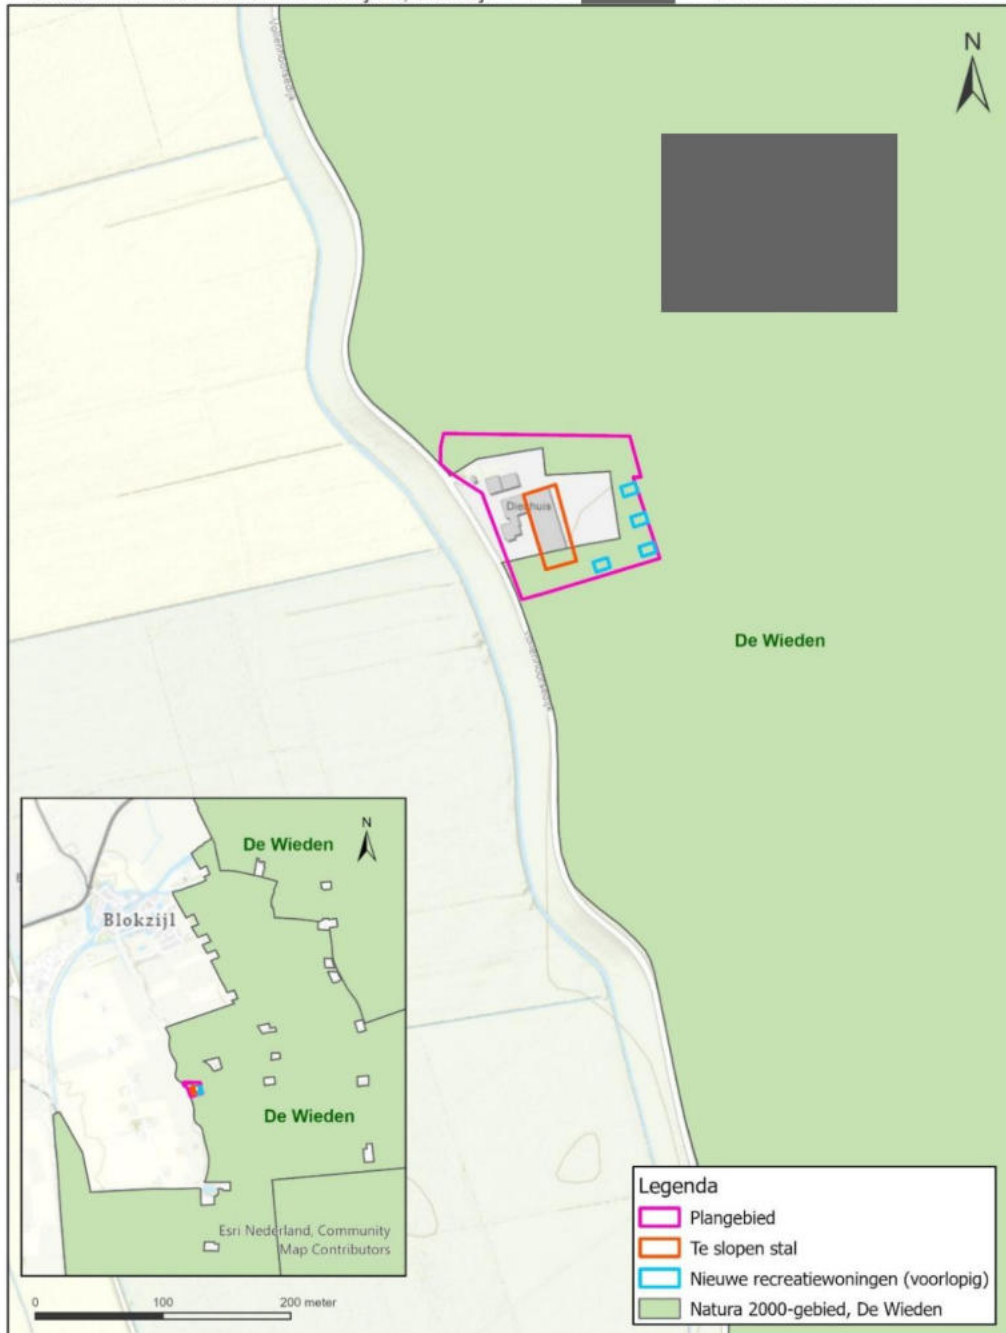 N
Vollenhoorsedijk
De Wieden
N
De Wieden
Blokzijl
De Wieden
Esri Nederland, Community
Map Contributors
0 100 200 meter
Legenda
Plangebied
Te slopen stal
Nieuwe recreatiewoningen (voorlopig)
Natura 2000-gebied, De Wieden